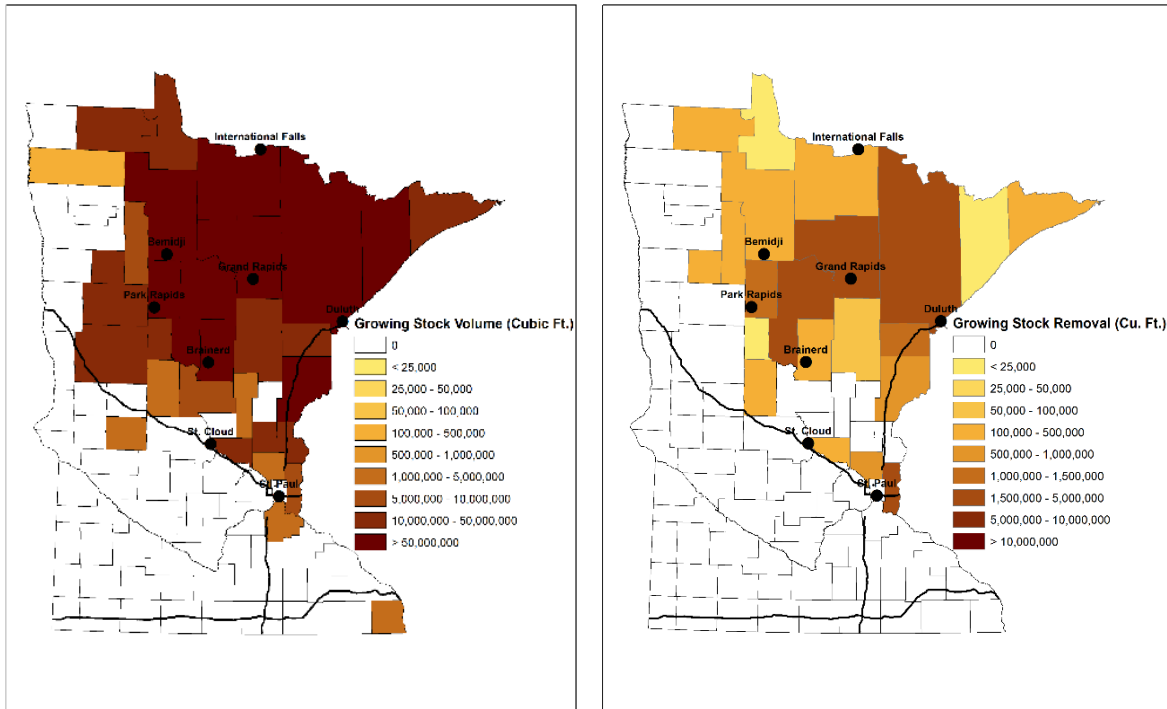 International Falls
Bemidji
Grand Rapids
Park Rapids
Duluth
Growing Stock Volume (Cubic Ft.)
0
< 25,000
25,000 - 50,000
50,000 - 100,000
100,000 - 500,000
500,000 - 1,000,000
1,000,000 - 5,000,000
5,000,000 - 10,000,000
10,000,000 - 50,000,000
> 50,000,000
Brainerd
St. Cloud
St. Paul
International Falls
Bemidji
Grand Rapids
Park Rapids
Duluth
Growing Stock Removal (Cu. Ft.)
0
< 25,000
25,000 - 50,000
50,000 - 100,000
100,000 - 500,000
500,000 - 1,000,000
1,000,000 - 1,500,000
1,500,000 - 5,000,000
5,000,000 - 10,000,000
> 10,000,000
Brainerd
St. Cloud
St. Paul